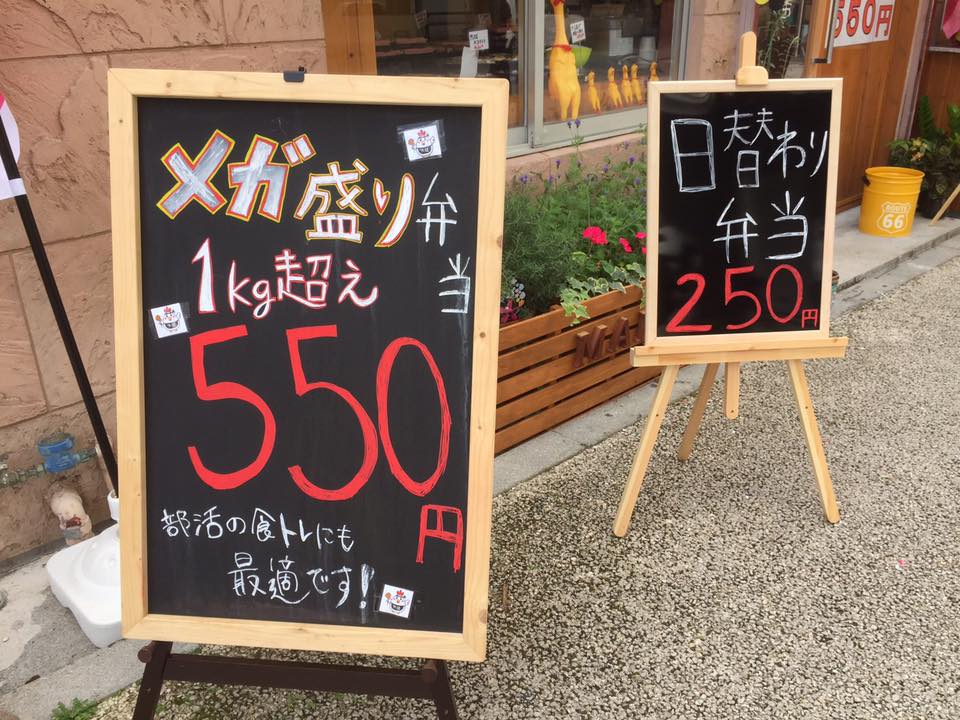 メガ盛り弁当
1kg超え
550円
部活の食トレにも
最適です!
日替わり
弁当
250円
550円
ROUTE
66